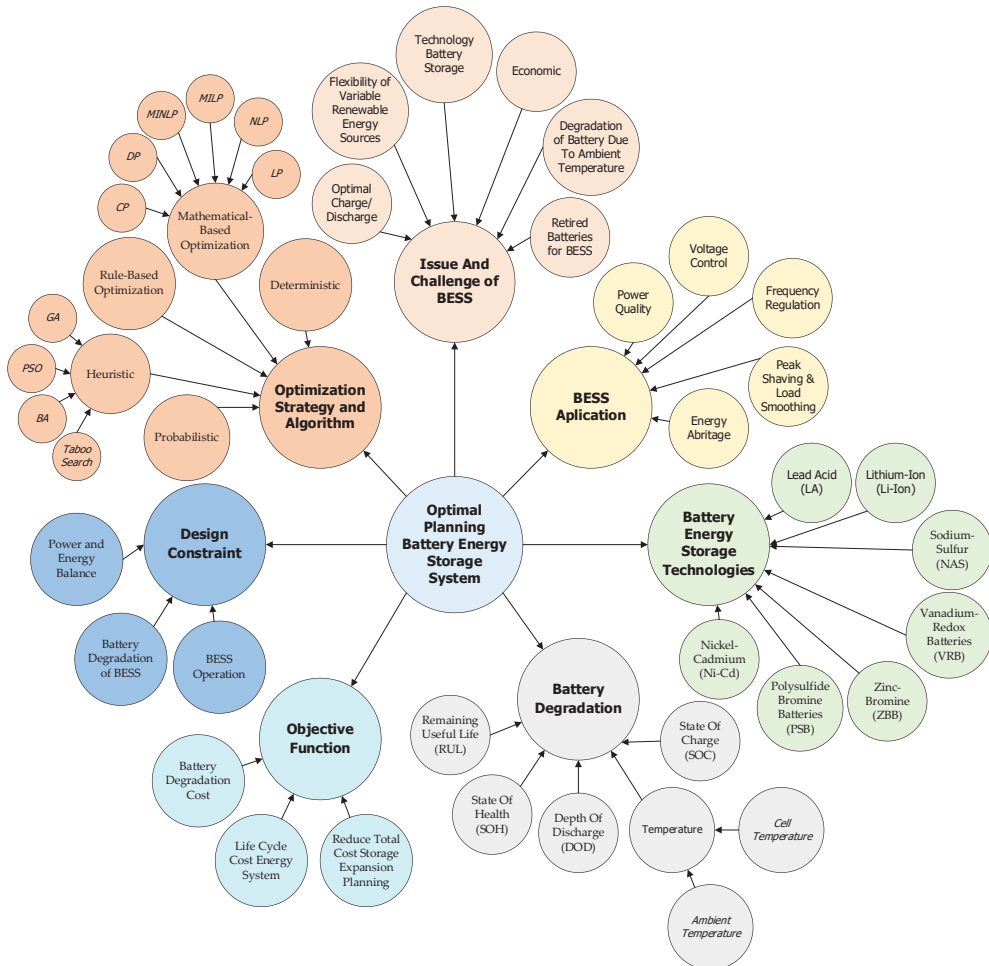 Technology
Battery
Storage
Economic
Flexibility of
Variable
Renewable
Energy
Sources
Degradation
of Battery Due
To Ambient
Temperature
Optimal
Charge/
Discharge
Retired
Batteries
for BESS
Issue And
Challenge of
BESS
MILP
MINLP
NLP
DP
LP
CP
Mathematical-
Based
Optimization
Rule-Based
Optimization
Deterministic
GA
PSO
Heuristic
BA
Taboo
Search
Probabilistic
Optimization
Strategy and
Algorithm
Voltage
Control
Power
Quality
Frequency
Regulation
Peak
Shaving &
Load
Smoothing
Energy
Abritage
BESS
Aplication
Optimal
Planning
Battery Energy
Storage
System
Design
Constraint
Power and
Energy
Balance
Battery
Degradation
of BESS
BESS
Operation
Battery
Energy
Storage
Technologies
Lead Acid
(LA)
Lithium-Ion
(Li-Ion)
Sodium-
Sulfur
(NAS)
Vanadium-
Redox
Batteries
(VRB)
Zinc-
Bromine
(ZBB)
Polysulfide
Bromine
Batteries
(PSB)
Nickel-
Cadmium
(Ni-Cd)
Objective
Function
Battery
Degradation
Cost
Life Cycle
Cost Energy
System
Reduce Total
Cost Storage
Expansion
Planning
Battery
Degradation
Remaining
Useful Life
(RUL)
State Of
Health
(SOH)
Depth Of
Discharge
(DOD)
State Of
Charge
(SOC)
Temperature
Cell
Temperature
Ambient
Temperature